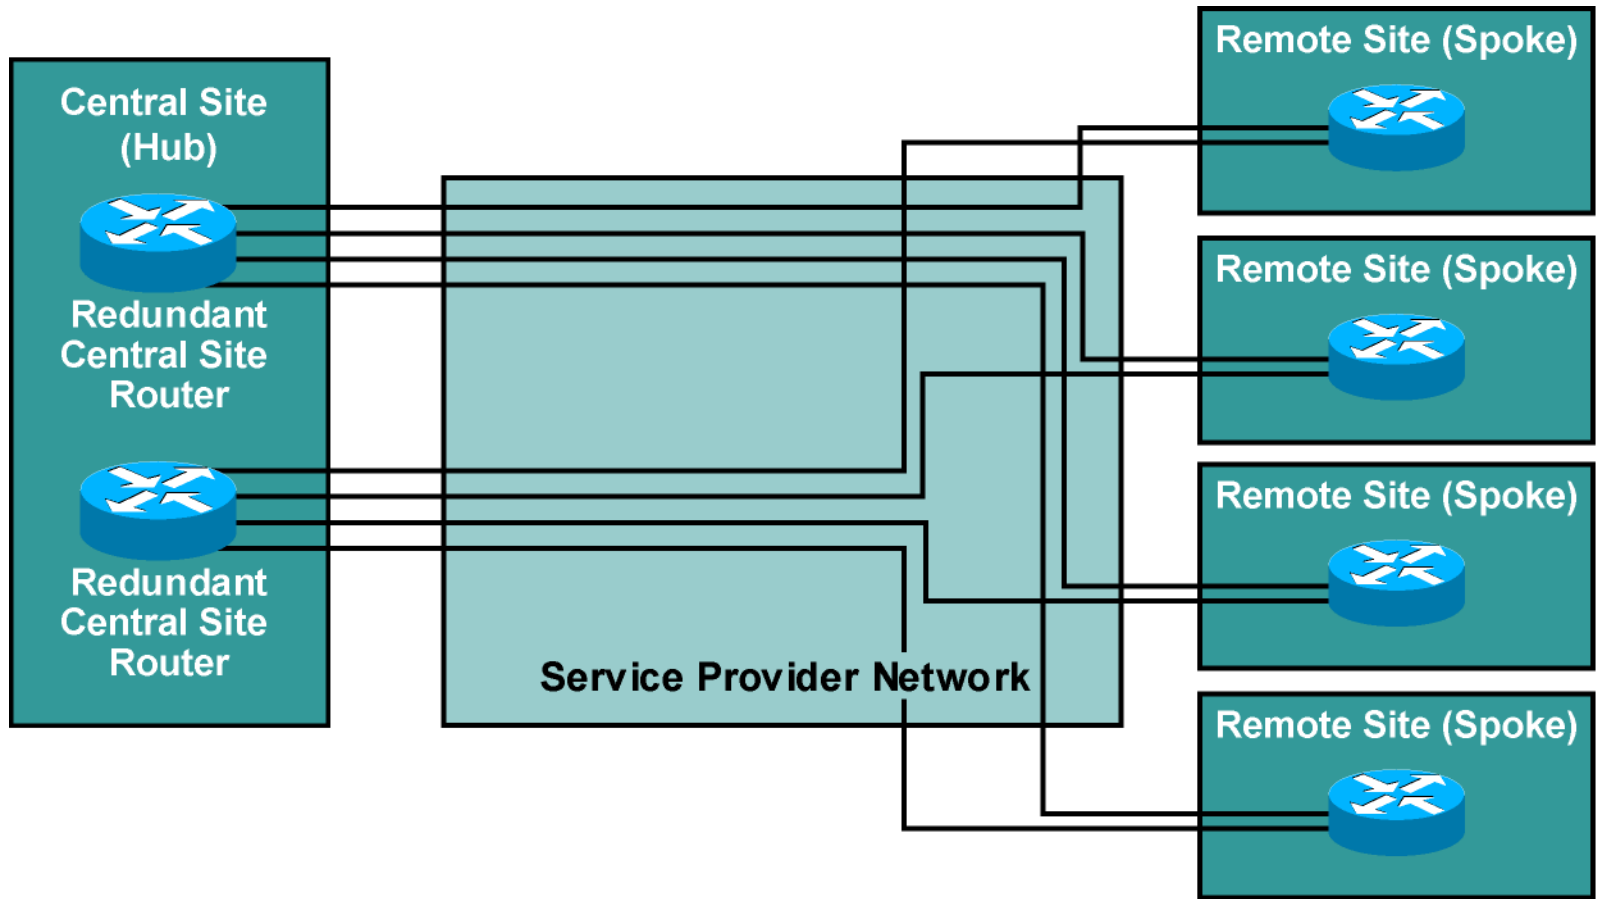 Central Site
(Hub)
Redundant
Central Site
Router
Redundant
Central Site
Router
Service Provider Network
Remote Site (Spoke)
Remote Site (Spoke)
Remote Site (Spoke)
Remote Site (Spoke)